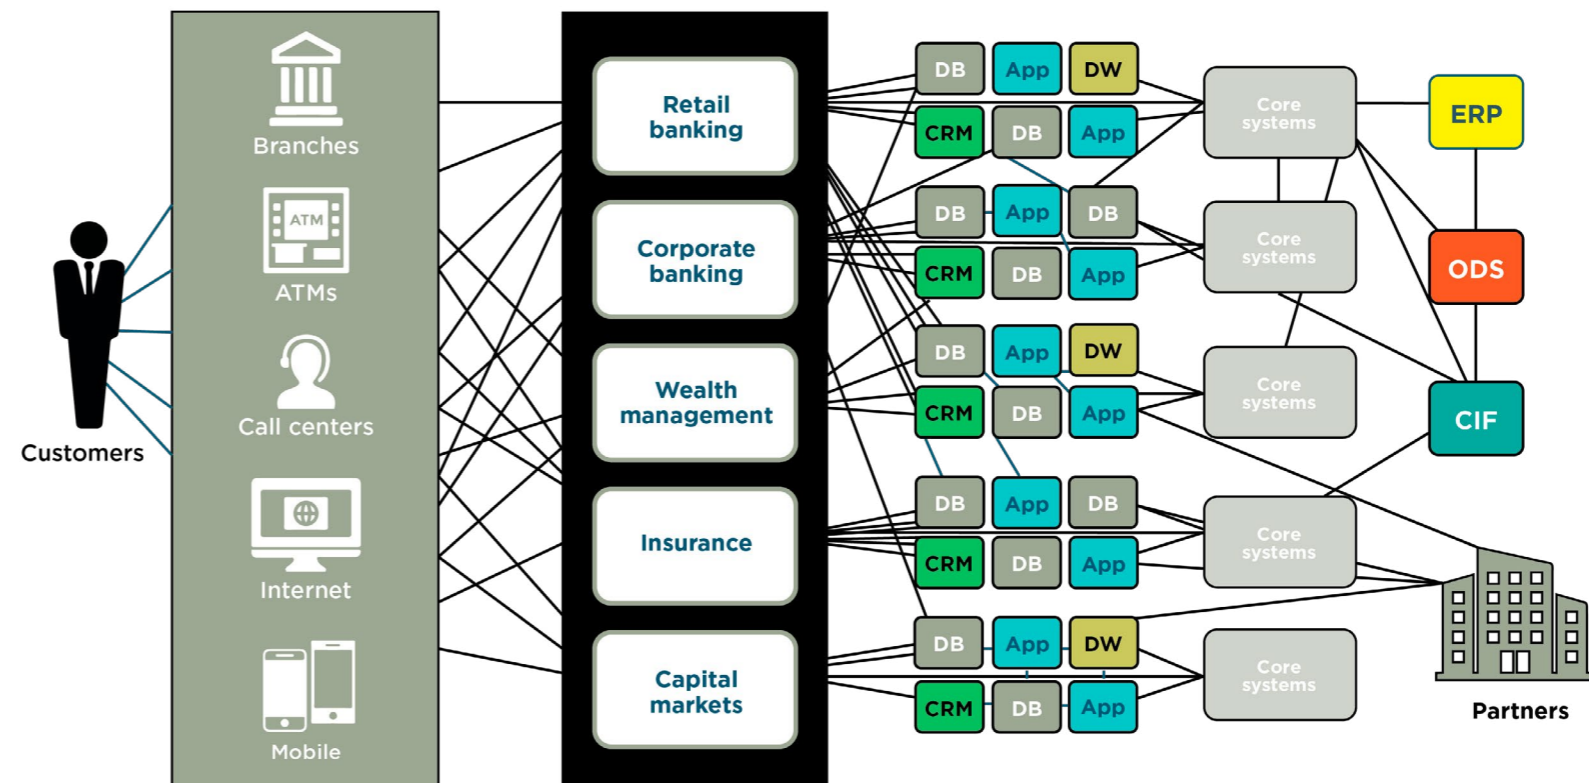 Customers
Branches
ATM
ATMs
Call centers
Internet
Mobile
Retail
banking
Corporate
banking
Wealth
management
Insurance
Capital
markets
DB App DW
CRM DB App
DB App DB
CRM DB App
DB App DW
CRM DB App
DB App DB
CRM DB App
DB App DW
CRM DB App
Core
systems
Core
systems
Core
systems
Core
systems
Core
systems
ERP
ODS
CIF
Partners